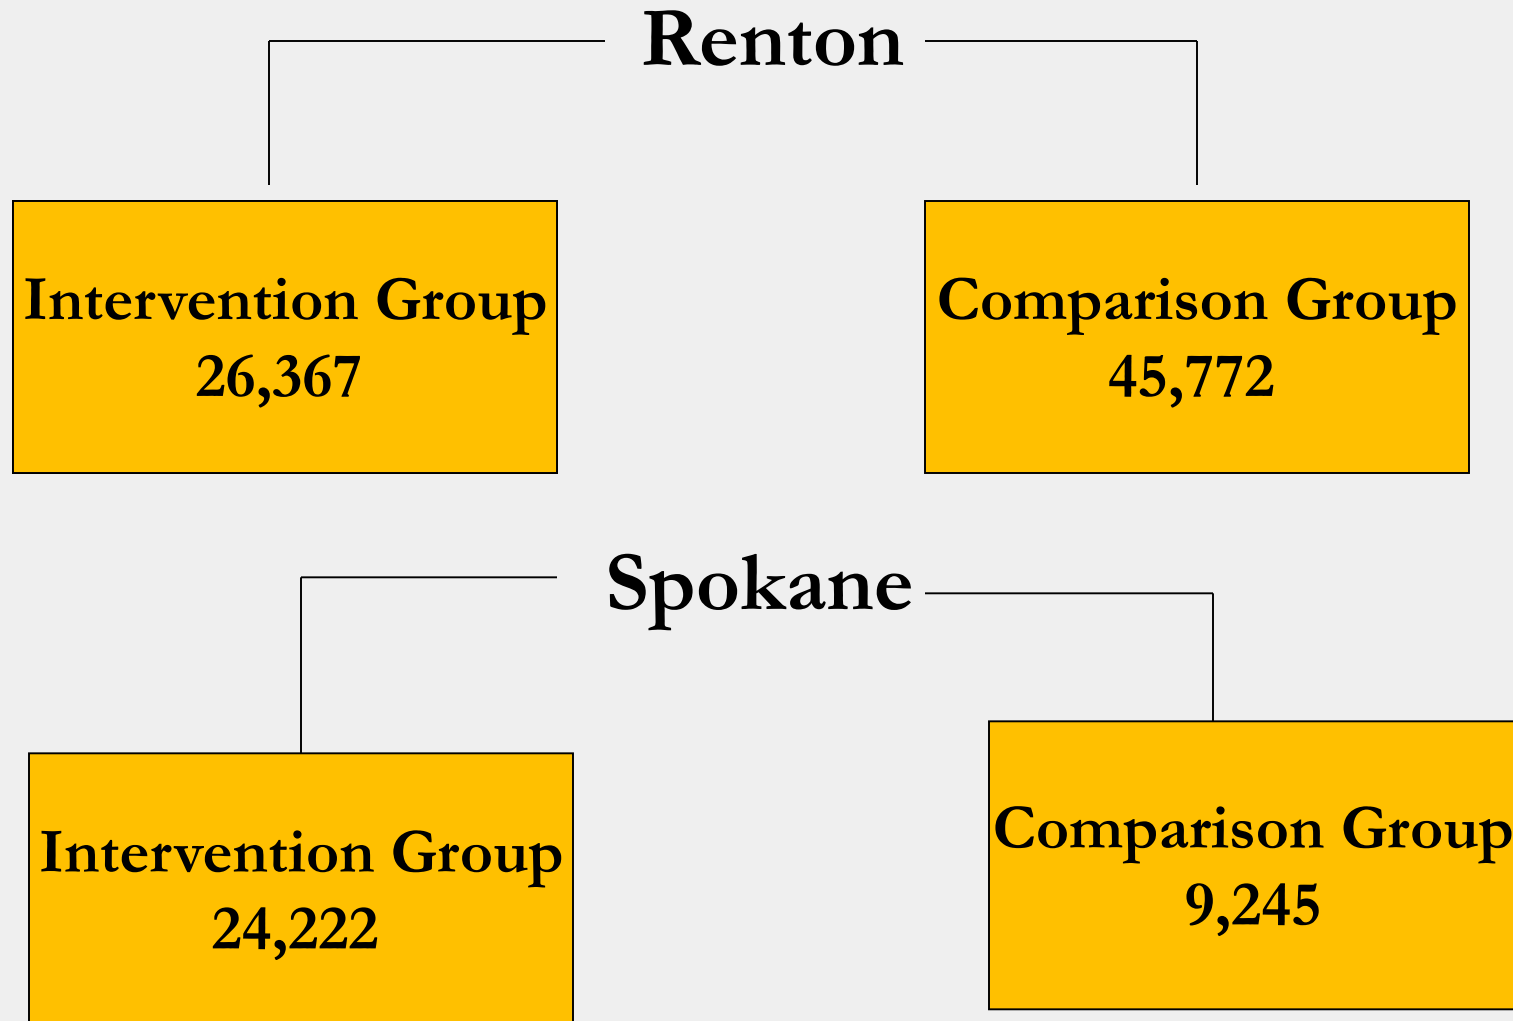 Renton
Intervention Group
26,367
Comparison Group
45,772
Spokane
Intervention Group
24,222
Comparison Group
9,245